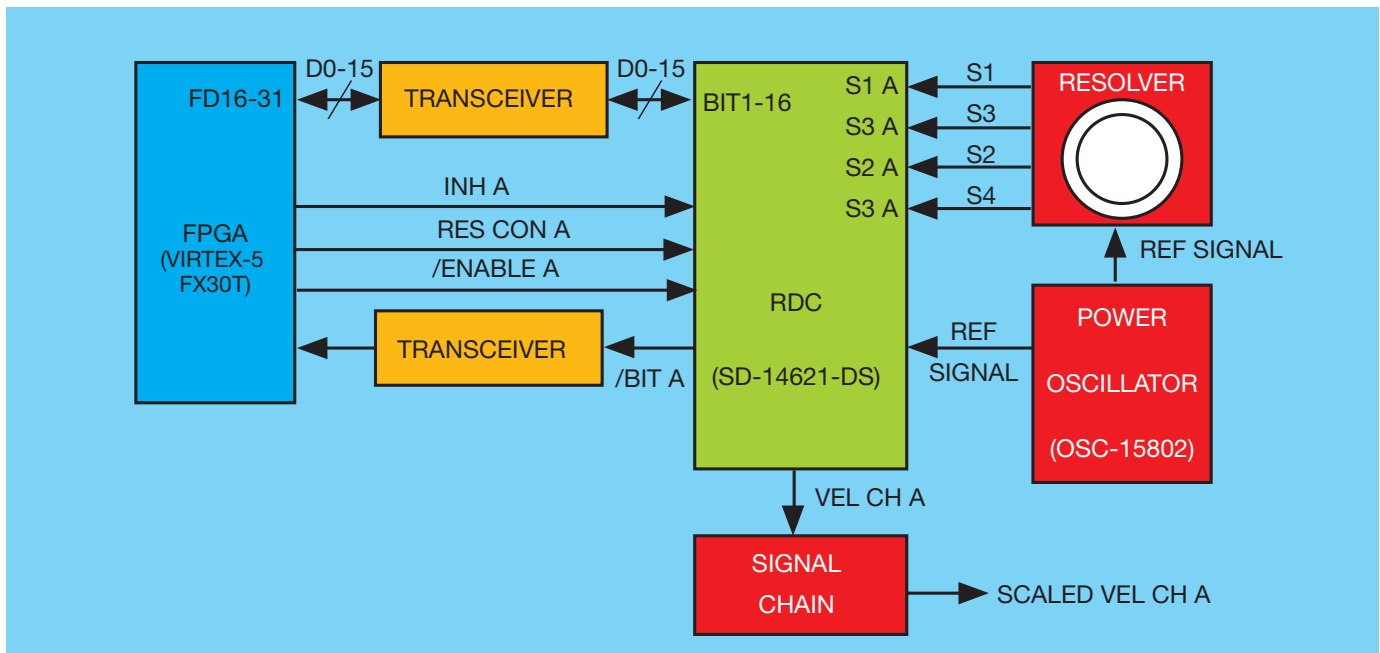 D0-15
D0-15
FD16-31
TRANSCEIVER
BIT1-16
S1 A
S1
RESOLVER
S3 A
S3
S2 A
S2
S3 A
S4
INH A
RES CON A
/ENABLE A
FPGA
(VIRTEX-5
FX30T)
REF SIGNAL
RDC
(SD-14621-DS)
TRANSCEIVER
/BIT A
REF
SIGNAL
POWER
OSCILLATOR
(OSC-15802)
VEL CH A
SIGNAL
CHAIN
SCALED VEL CH A